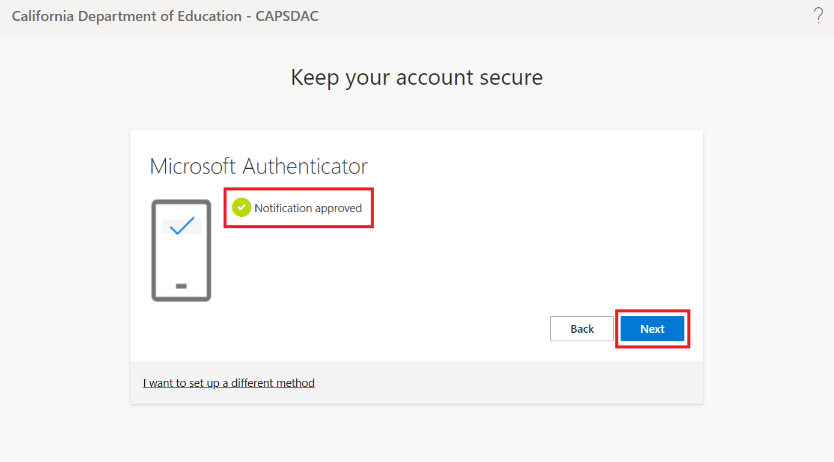 California Department of Education - CAPSDAC
?
Keep your account secure
Microsoft Authenticator
Notification approved
Back
Next
I want to set up a different method